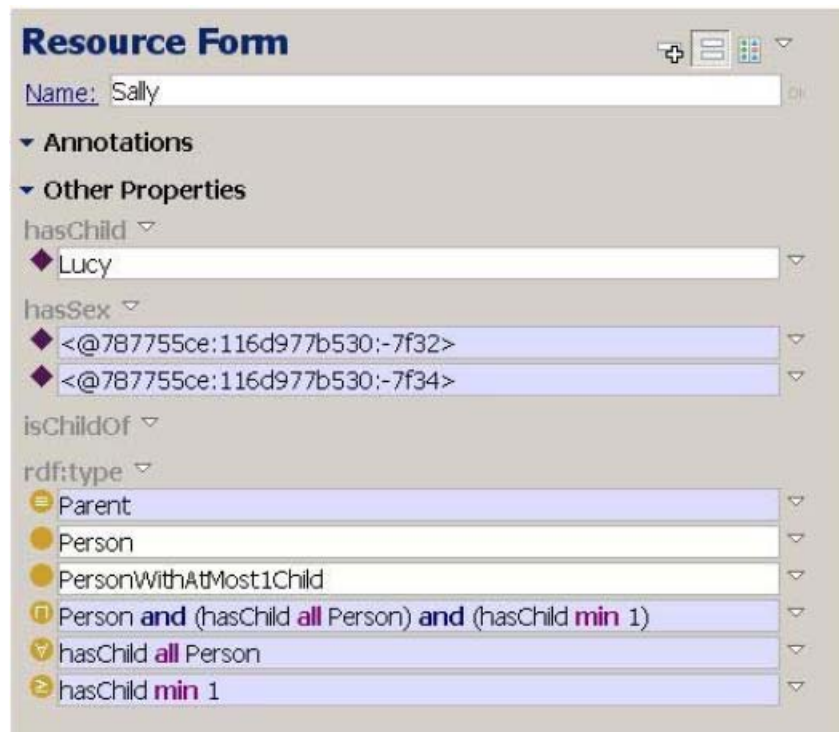 Resource Form
Name: Sally
Annotations
Other Properties
hasChild
Lucy
hasSex
<@787755ce:116d977b530:-7f32>
<@787755ce:116d977b530:-7f34>
isChildOf
rdf:type
Parent
Person
PersonWithAtMost1Child
Person and (hasChild all Person) and (hasChild min 1)
hasChild all Person
hasChild min 1